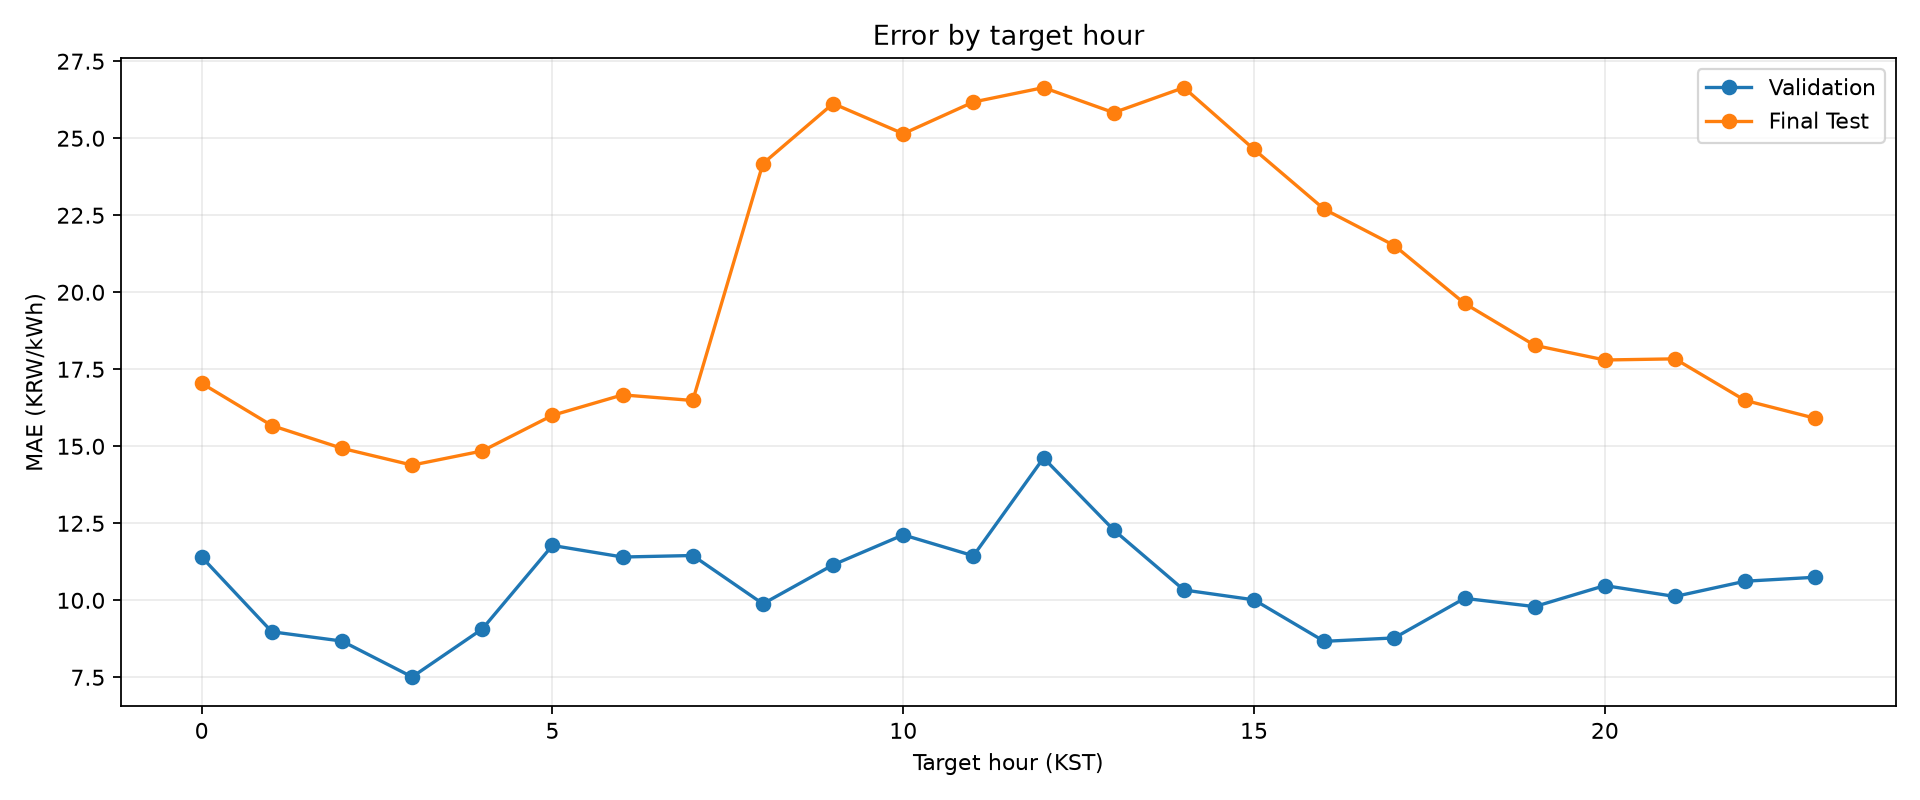 Error by target hour
27.5
25.0
22.5
20.0
17.5
15.0
12.5
10.0
7.5
MAE (KRW/kWh)
Validation
Final Test
0 5 10 15 20
Target hour (KST)